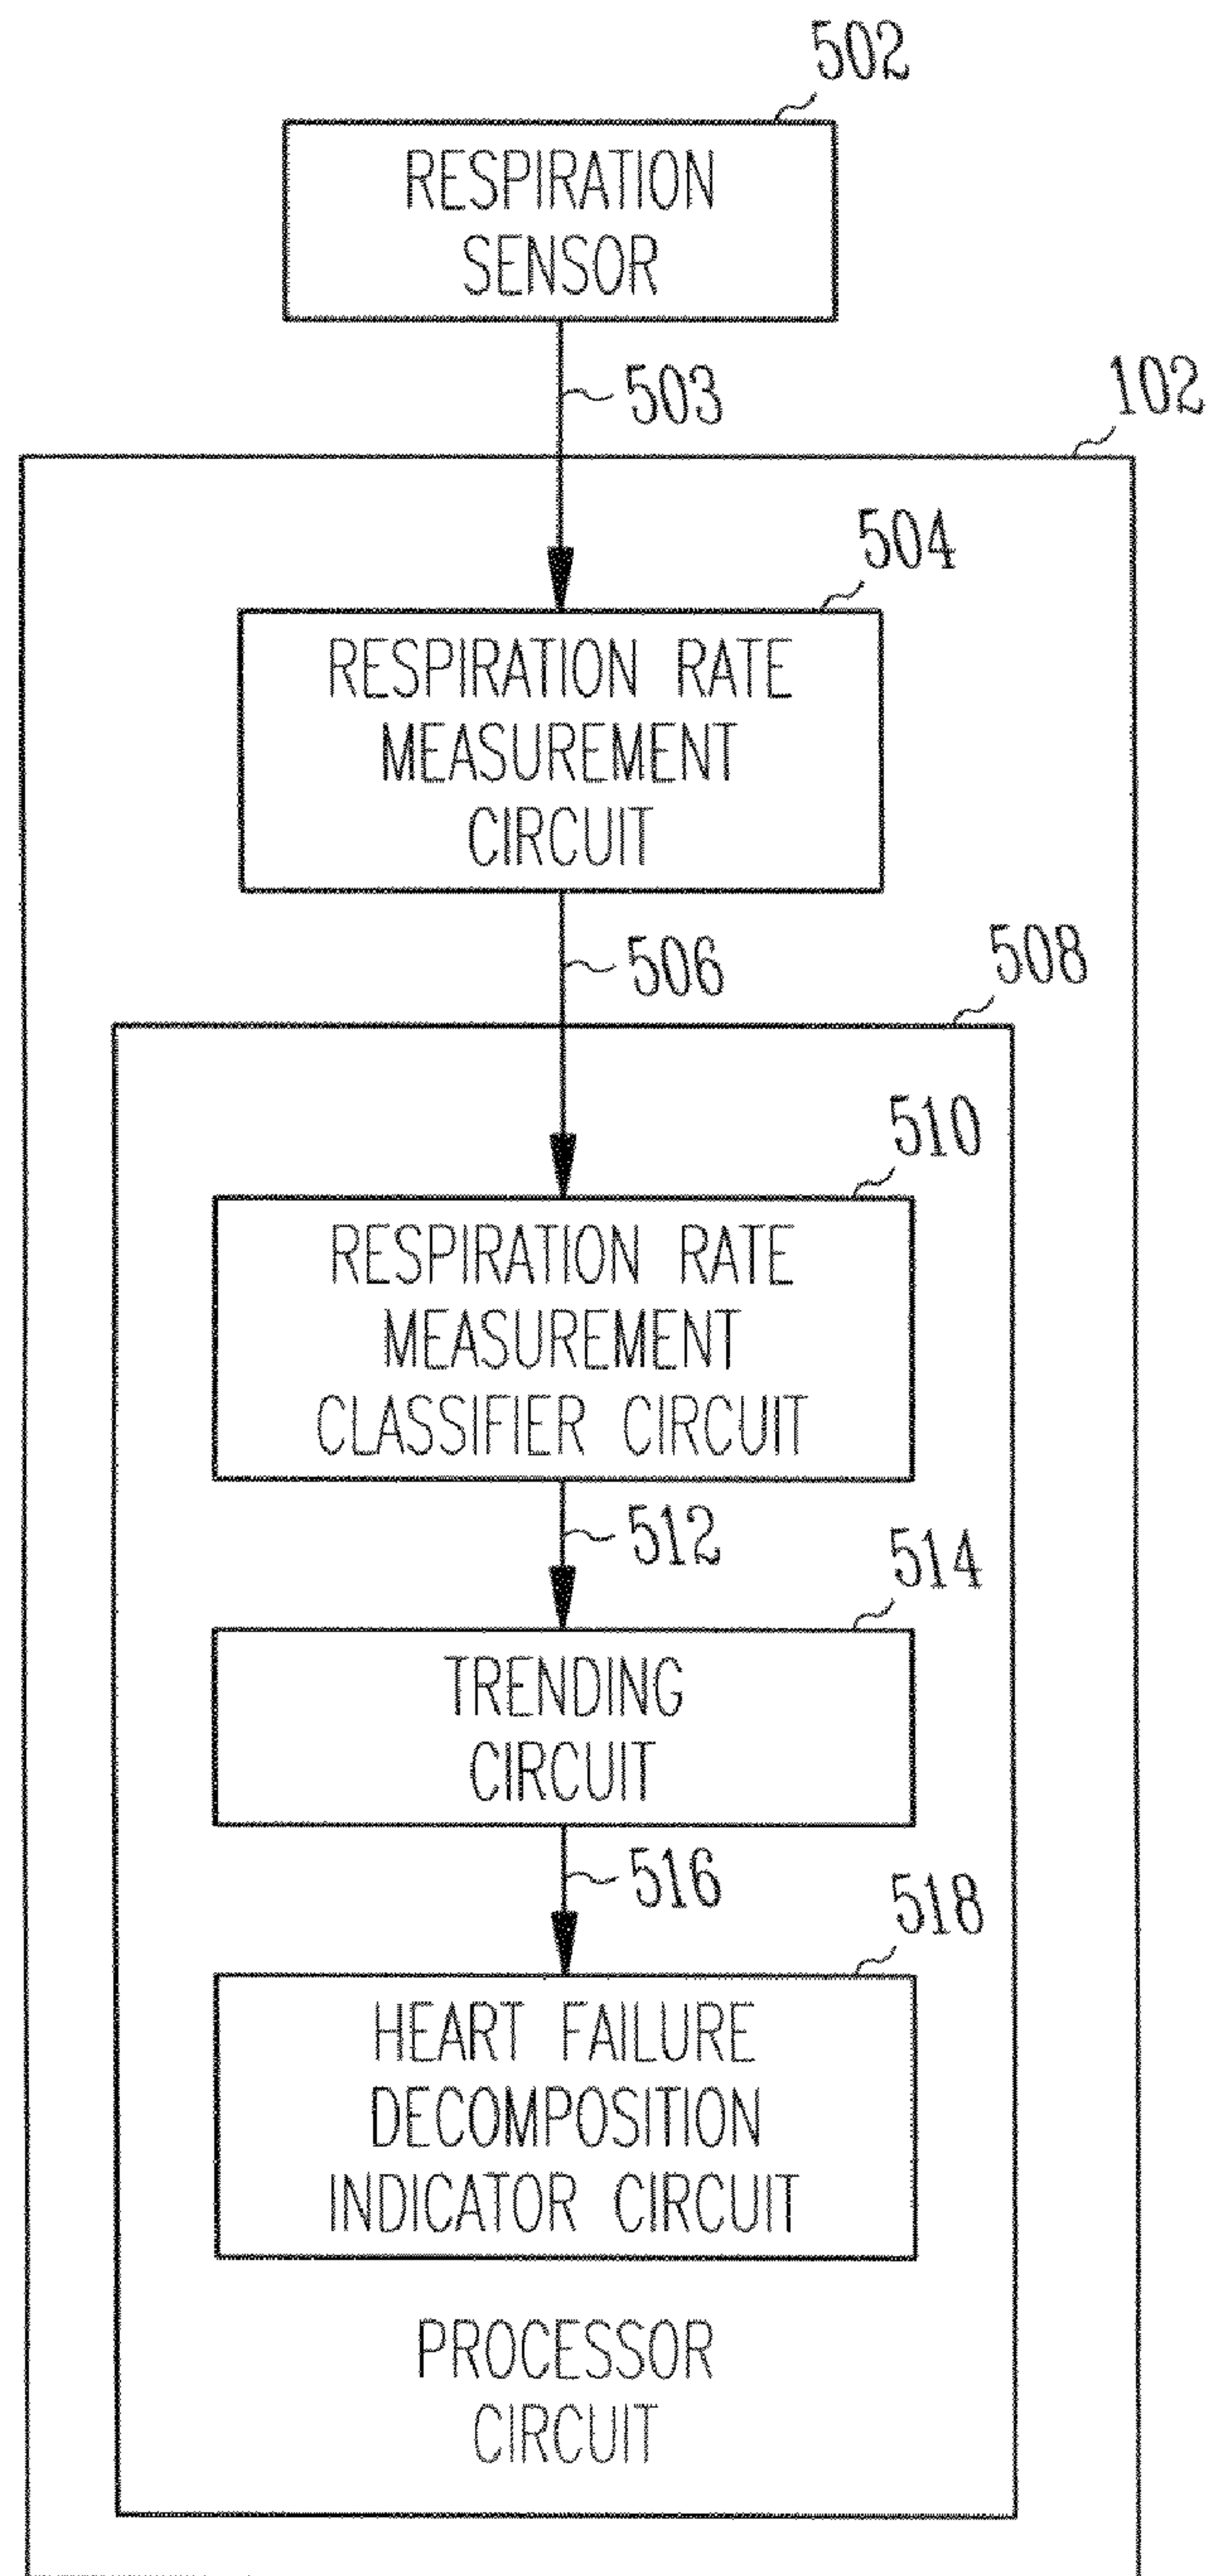 502
RESPIRATION
SENSOR
503
102
504
RESPIRATION RATE
MEASUREMENT
CIRCUIT
506
508
510
RESPIRATION RATE
MEASUREMENT
CLASSIFIER CIRCUIT
512
514
TRENDING
CIRCUIT
516
518
HEART FAILURE
DECOMPOSITION
INDICATOR CIRCUIT
PROCESSOR
CIRCUIT